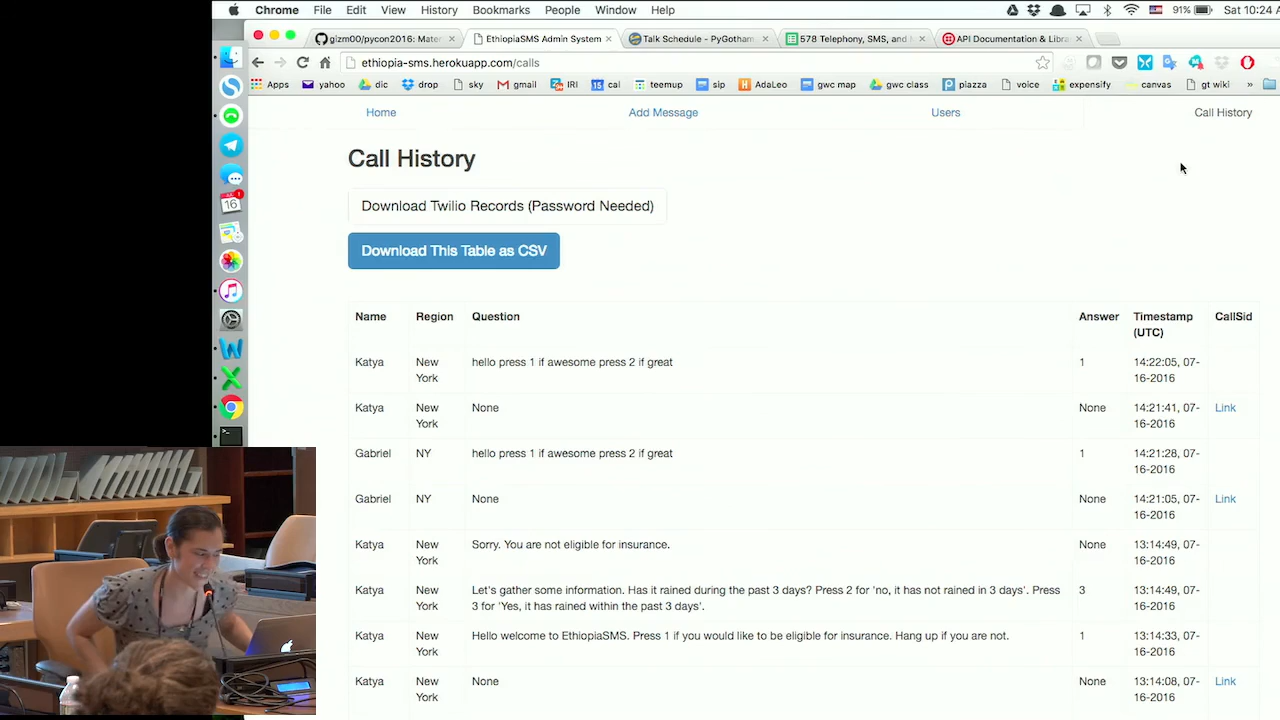 Chrome File Edit View History Bookmarks People Window Help 91% Sat 10:24 A
gizm00/pycon2016: Mater × EthiopiaSMS Admin System × Talk Schedule - PyGotham × 578 Telephony, SMS, and M × API Documentation & Libra ×
ethiopia-sms.herokuapp.com/calls
Apps yahoo dic drop sky gmail IRI 15 cal teemup sip AdaLeo gwc map gwc class piazza voice expensify canvas gt wiki »
Home Add Message Users Call History
Call History
Download Twilio Records (Password Needed)
Download This Table as CSV
Name Region Question Answer Timestamp (UTC) CallSid
Katya New York hello press 1 if awesome press 2 if great 1 14:22:05, 07-16-2016
Katya New York None None 14:21:41, 07-16-2016 Link
Gabriel NY hello press 1 if awesome press 2 if great 1 14:21:28, 07-16-2016
Gabriel NY None None 14:21:05, 07-16-2016 Link
Katya New York Sorry. You are not eligible for insurance. None 13:14:49, 07-16-2016
Katya New York Let's gather some information. Has it rained during the past 3 days? Press 2 for 'no, it has not rained in 3 days'. Press 3 for 'Yes, it has rained within the past 3 days'. 3 13:14:49, 07-16-2016
Katya New York Hello welcome to EthiopiaSMS. Press 1 if you would like to be eligible for insurance. Hang up if you are not. 1 13:14:33, 07-16-2016
Katya New York None None 13:14:08, 07-16-2016 Link